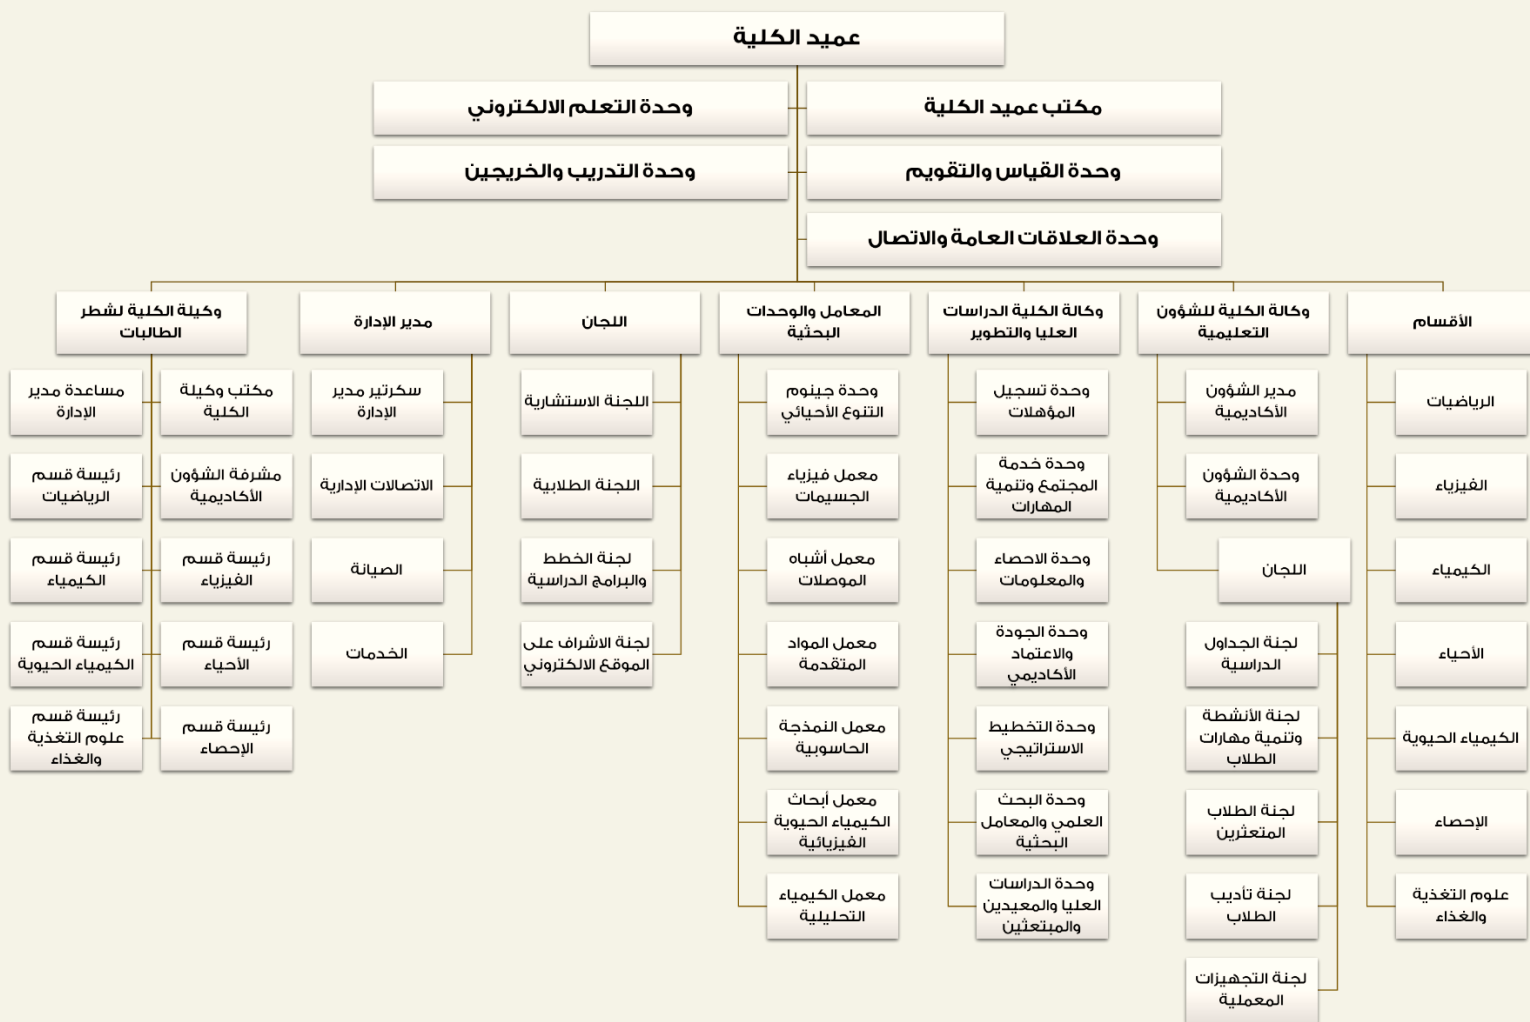 عميد الكلية
مكتب عميد الكلية
وحدة التعلم الالكتروني
وحدة القياس والتقويم
وحدة التدريب والخريجين
وحدة العلاقات العامة والاتصال
الأقسام
الرياضيات
الفيزياء
الكيمياء
الأحياء
الكيمياء الحيوية
الإحصاء
علوم التغذية
والغذاء
وكالة الكلية للشؤون
التعليمية
مدير الشؤون
الأكاديمية
وحدة الشؤون
الأكاديمية
اللجان
لجنة الجداول
الدراسية
لجنة الأنشطة
وتنمية مهارات
الطلاب
لجنة الطلاب
المتعثرين
لجنة تأديب
الطلاب
لجنة التجهيزات
المعملية
وكالة الكلية الدراسات
العليا والتطوير
وحدة تسجيل
المؤهلات
وحدة خدمة
المجتمع وتنمية
المهارات
وحدة الاحصاء
والمعلومات
وحدة الجودة
والاعتماد
الأكاديمي
وحدة التخطيط
الاستراتيجي
وحدة البحث
العلمي والمعامل
البحثية
وحدة الدراسات
العليا والمعيدين
والمبتعثين
المعامل والوحدات
البحثية
وحدة جينوم
التنوع الأحيائي
معمل فيزياء
الجسيمات
معمل أشباه
الموصلات
معمل المواد
المتقدمة
معمل النمذجة
الحاسوبية
معمل أبحاث
الكيمياء الحيوية
الفيزيائية
معمل الكيمياء
التحليلية
اللجان
اللجنة الاستشارية
اللجنة الطلابية
لجنة الخطط
والبرامج الدراسية
لجنة الاشراف على
الموقع الالكتروني
مدير الإدارة
سكرتير مدير
الإدارة
الاتصالات الإدارية
الصيانة
الخدمات
وكيلة الكلية لشطر
الطالبات
مكتب وكيلة
الكلية
مساعدة مدير
الإدارة
مشرفة الشؤون
الأكاديمية
رئيسة قسم
الرياضيات
رئيسة قسم
الفيزياء
رئيسة قسم
الكيمياء
رئيسة قسم
الأحياء
رئيسة قسم
الكيمياء الحيوية
رئيسة قسم
الإحصاء
رئيسة قسم
علوم التغذية
والغذاء